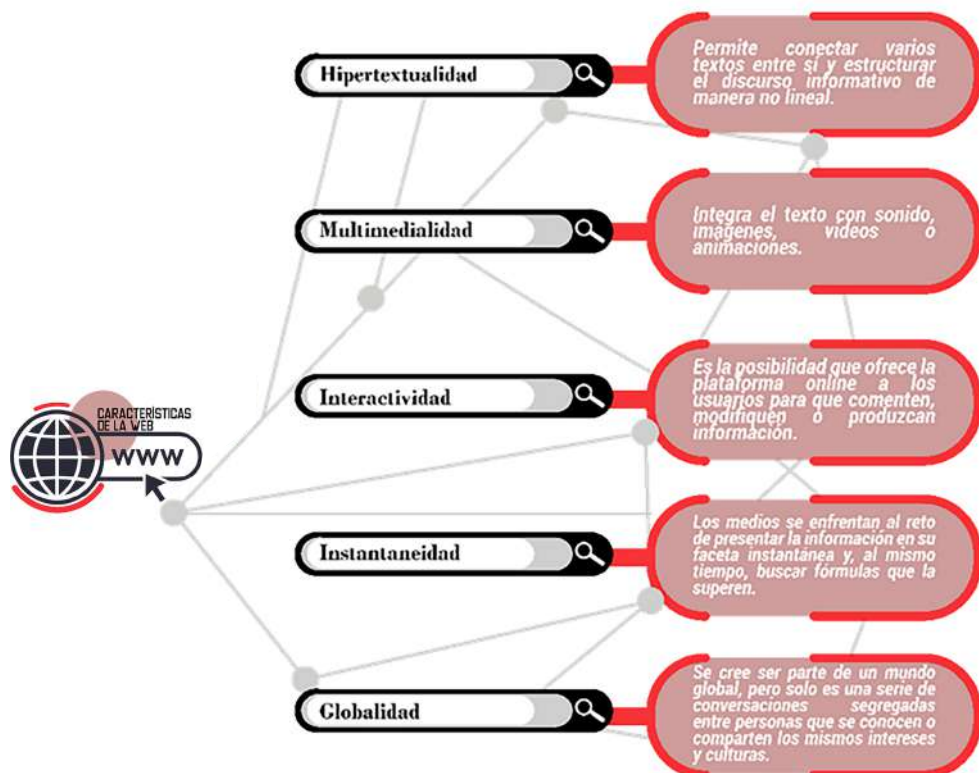 CARACTERÍSTICAS
DE LA WEB
WWW
Hipertextualidad
Permite conectar varios
textos entre sí y estructurar
el discurso informativo de
manera no lineal.
Multimedialidad
Integra el texto con sonido,
imágenes, videos o
animaciones.
Interactividad
Es la posibilidad que ofrece la
plataforma online a los
usuarios para que comenten,
modifiquen o produzcan
información.
Instantaneidad
Los medios se enfrentan al reto
de presentar la información en su
faceta instantánea y, al mismo
tiempo, buscar fórmulas que la
superen.
Globalidad
Se cree ser parte de un mundo
global, pero solo es una serie de
conversaciones segregadas
entre personas que se conocen o
comparten los mismos intereses
y culturas.